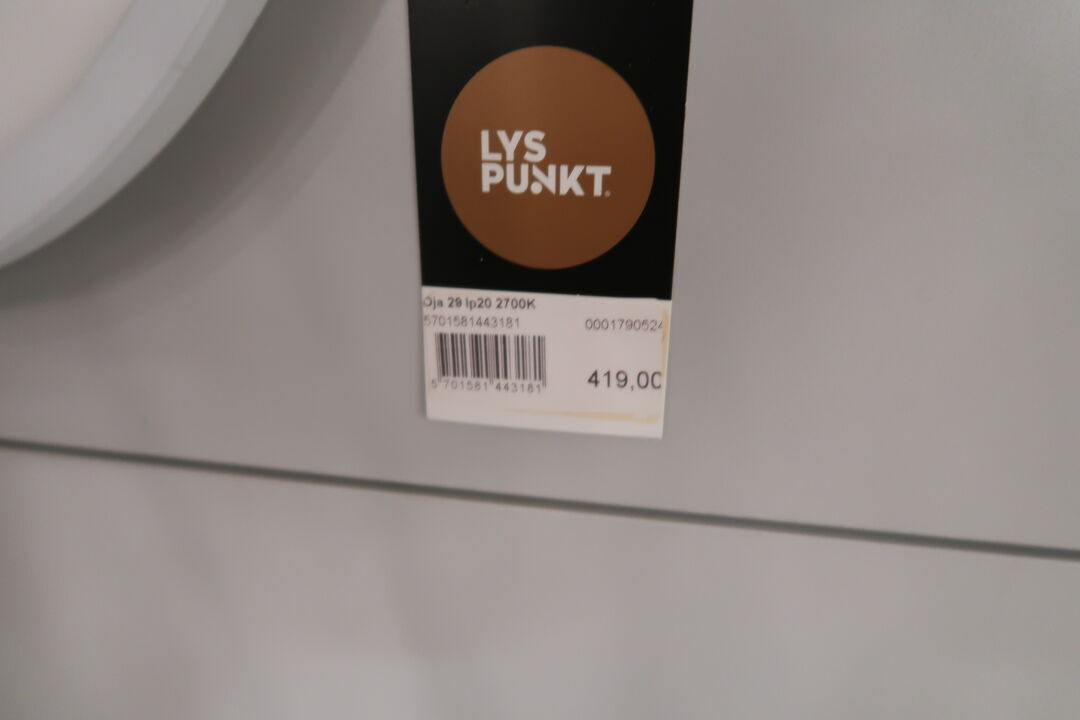 LYS
PUNKT
Oja 29 Ip20 2700K
5701581443181
0001790524
419,00
5 701581 443181